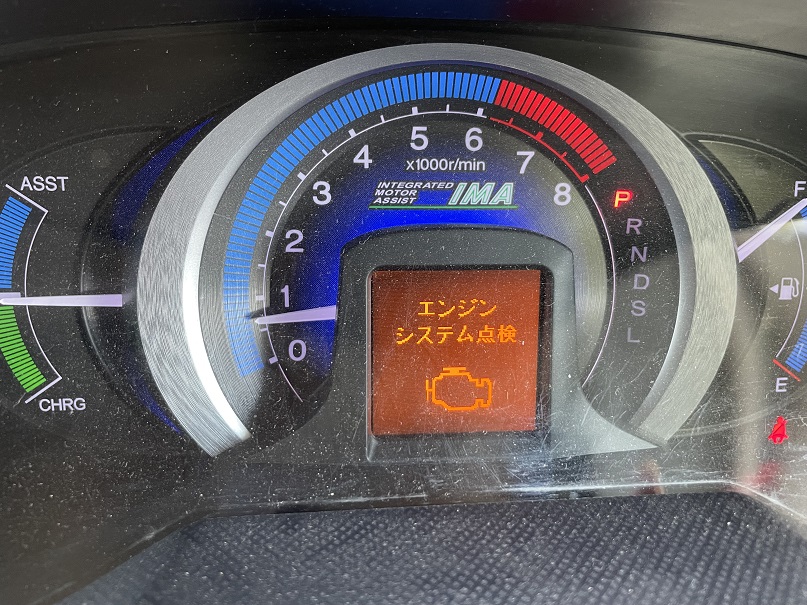 ASST
CHRG
0
1
2
3
4
5
6
7
8
x1000r/min
INTEGRATED
MOTOR
ASSIST
IMA
P
R
N
D
S
L
エンジン
システム点検
F
E